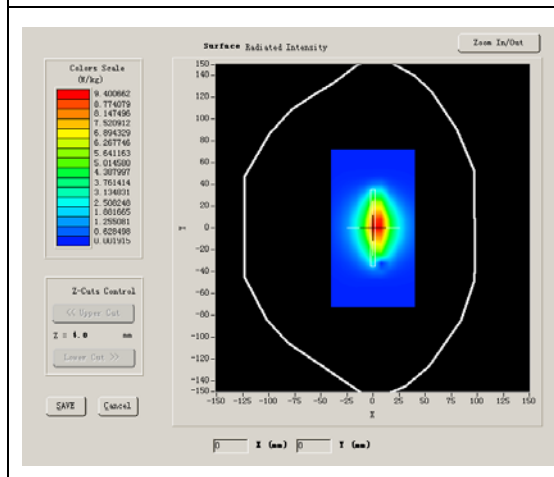 Surface Radiated Intensity
Zoom In/Out
Colors Scale
(W/kg)
9.400662
8.774079
8.147496
7.520912
6.894329
6.267746
5.641163
5.014580
4.387997
3.761414
3.134831
2.508248
1.881665
1.255081
0.628498
0.001915
Z-Cuts Control
<< Upper Cut
Z = 4.0 mm
Lower Cut >>
SAVE
Cancel
150
140
120
100
80
60
40
20
0
-20
-40
-60
-80
-100
-120
-140
-150
Y
-150 -125 -100 -75 -50 -25 0 25 50 75 100 125 150
X
0 X (mm) 0 Y (mm)